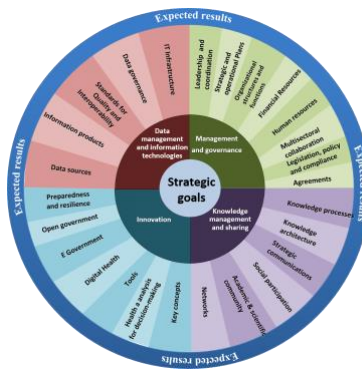 Expected results
Expected results
Expected results
Expected results
Strategic
goals
Data
management
and information
technologies
Management
and governance
Innovation
Knowledge
management
and sharing
IT infrastructure
Data governance
Standards for
Quality and
interoperability
Information products
Data sources
Leadership and
coordination
Strategic and
operational Plans
Organizational
structures and
functions
Financial Resources
Human resources
Multisectoral
collaboration
Legislation, policy
and compliance
Agreements
Knowledge processes
Knowledge
architecture
Strategic
communications
Social participation
Academic & scientific
community
Networks
Key concepts
Health a analysis
for decision-making
Tools
Digital Health
E Government
Open government
Preparedness
and resilience